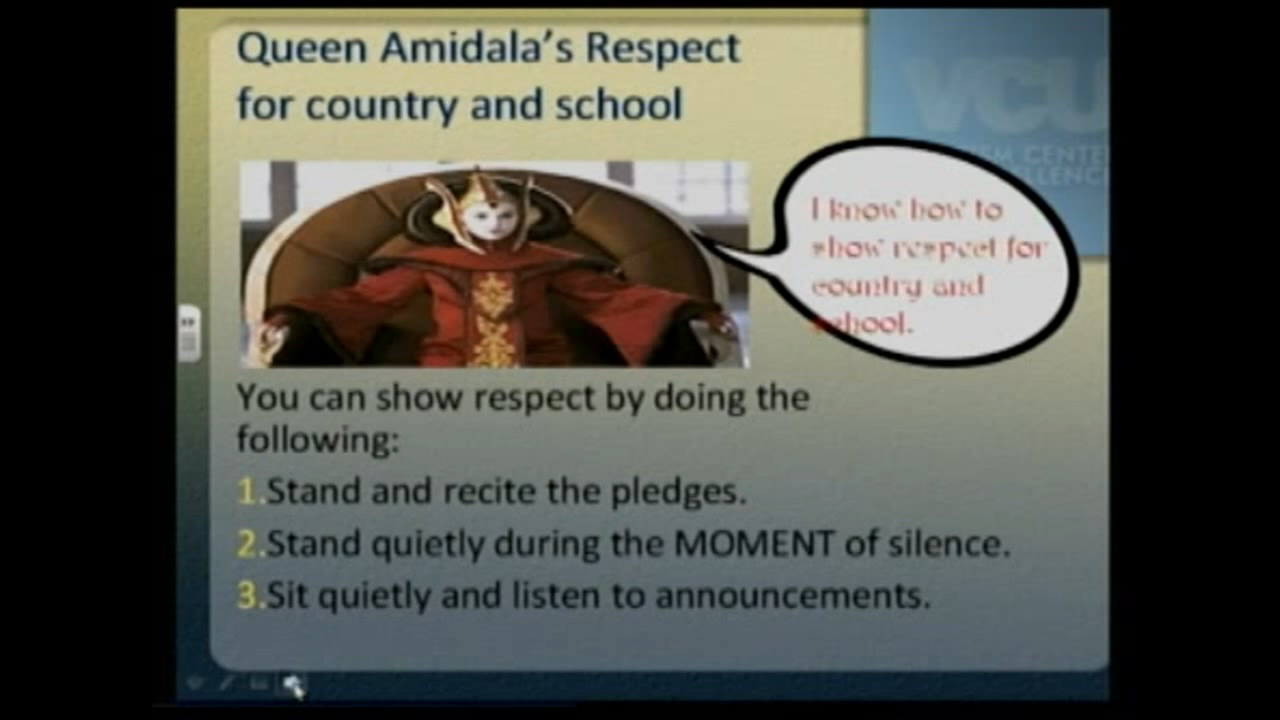 Queen Amidala's Respect
for country and school
VCU
I know how to
show respect for
country and
school.
You can show respect by doing the
following:
1.Stand and recite the pledges.
2.Stand quietly during the MOMENT of silence.
3.Sit quietly and listen to announcements.